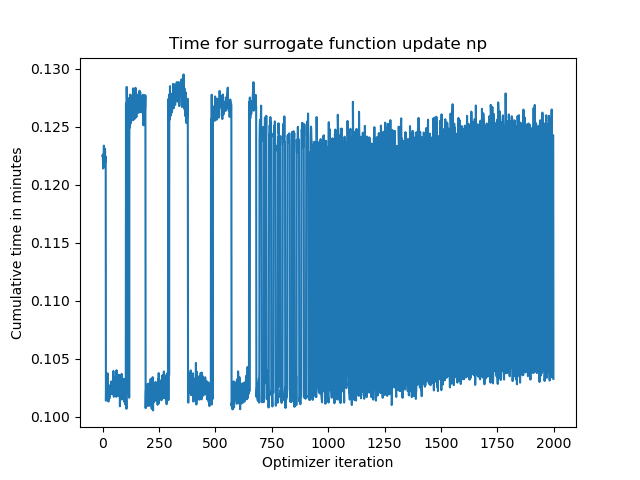 Time for surrogate function update np
Cumulative time in minutes
0.130
0.125
0.120
0.115
0.110
0.105
0.100
0 250 500 750 1000 1250 1500 1750 2000
Optimizer iteration